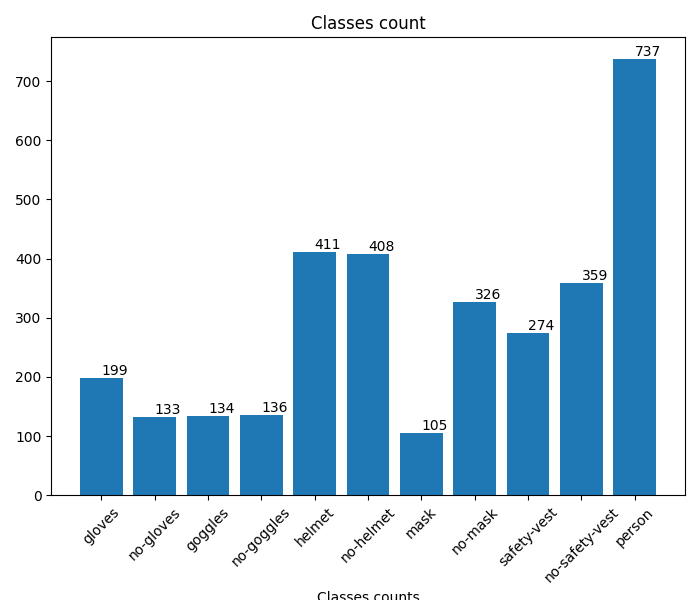 Classes count
700
600
500
400
300
200
100
0
199
133
134
136
411
408
105
326
274
359
737
gloves
no-gloves
goggles
no-goggles
helmet
no-helmet
mask
no-mask
safety-vest
no-safety-vest
person
Classes counts